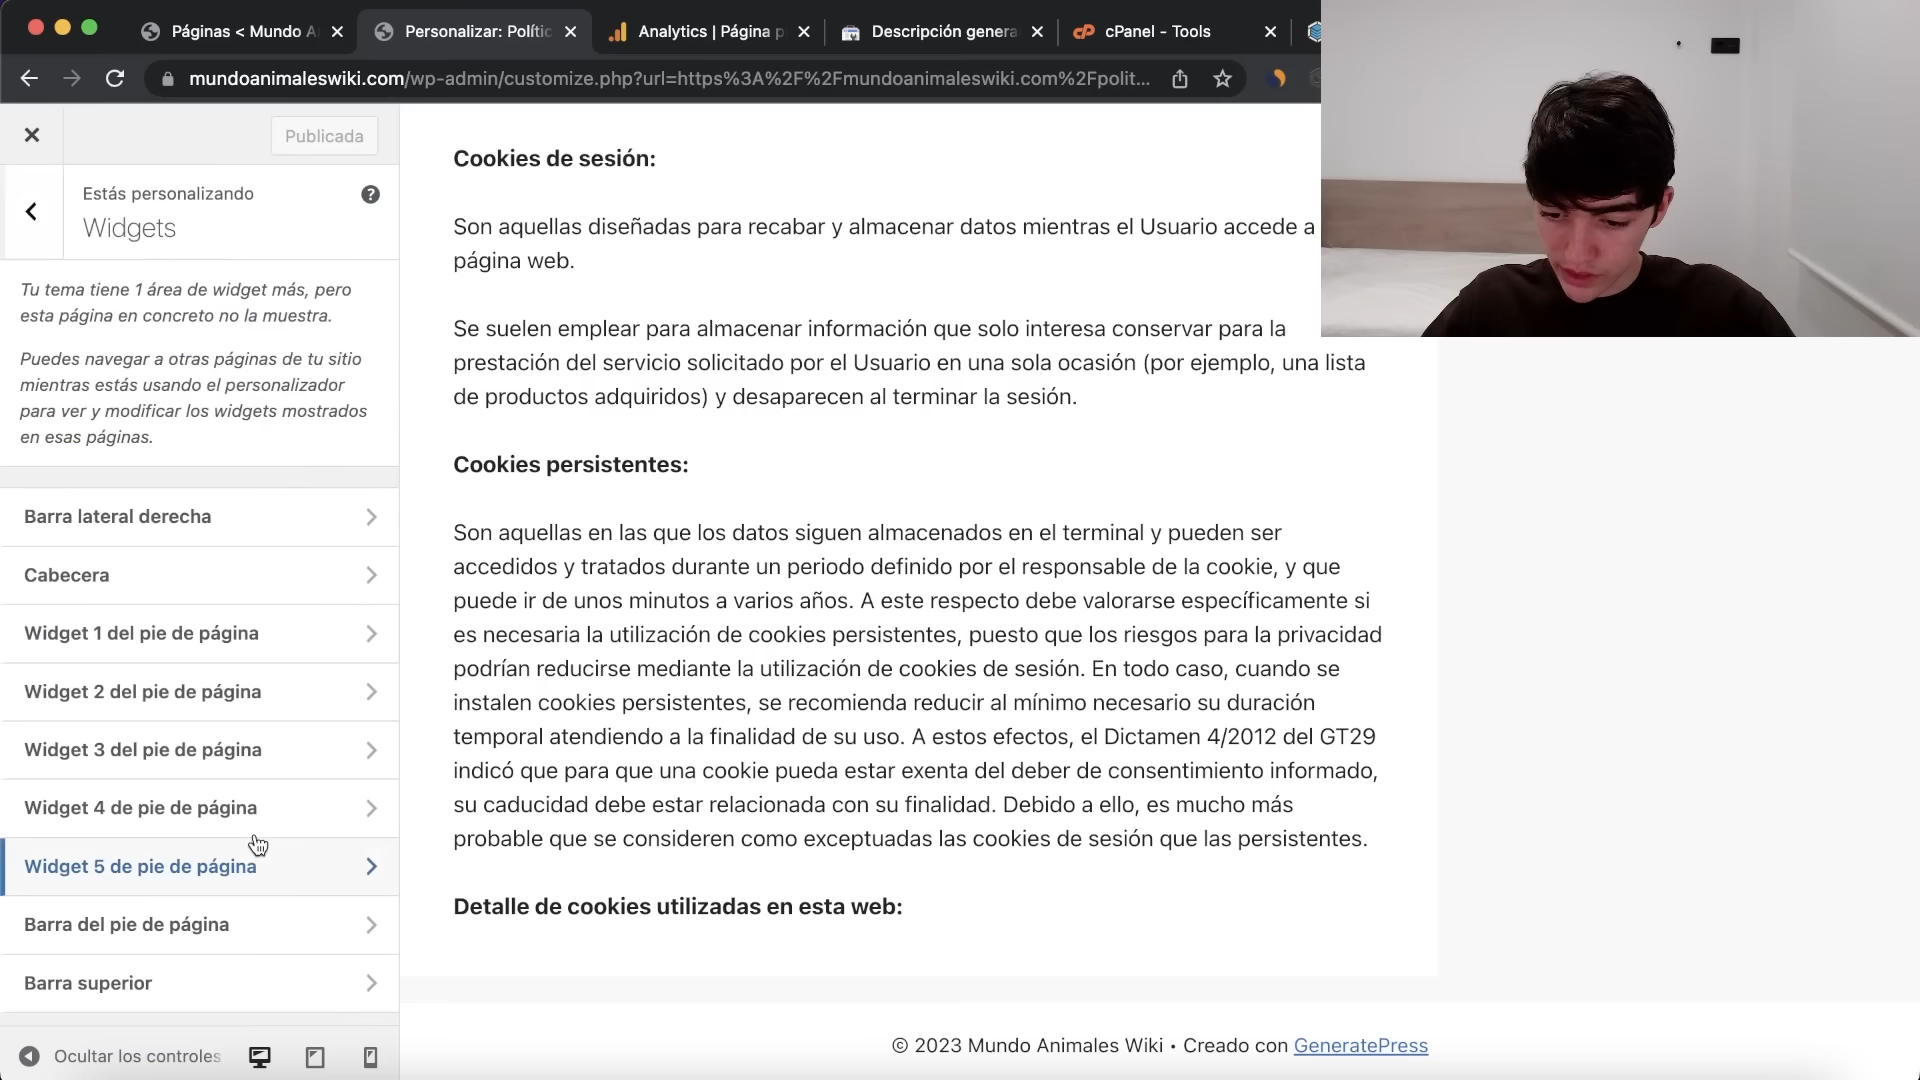 Páginas < Mundo A
Personalizar: Políti
Analytics | Página p
Descripción genera
cPanel - Tools
mundoanimaleswiki.com/wp-admin/customize.php?url=https%3A%2F%2Fmundoanimaleswiki.com%2Fpolit...
Publicada
Estás personalizando
Widgets
Tu tema tiene 1 área de widget más, pero
esta página en concreto no la muestra.
Puedes navegar a otras páginas de tu sitio
mientras estás usando el personalizador
para ver y modificar los widgets mostrados
en esas páginas.
Barra lateral derecha
Cabecera
Widget 1 del pie de página
Widget 2 del pie de página
Widget 3 del pie de página
Widget 4 de pie de página
Widget 5 de pie de página
Barra del pie de página
Barra superior
Ocultar los controles
Cookies de sesión:
Son aquellas diseñadas para recabar y almacenar datos mientras el Usuario accede a
página web.
Se suelen emplear para almacenar información que solo interesa conservar para la
prestación del servicio solicitado por el Usuario en una sola ocasión (por ejemplo, una lista
de productos adquiridos) y desaparecen al terminar la sesión.
Cookies persistentes:
Son aquellas en las que los datos siguen almacenados en el terminal y pueden ser
accedidos y tratados durante un periodo definido por el responsable de la cookie, y que
puede ir de unos minutos a varios años. A este respecto debe valorarse específicamente si
es necesaria la utilización de cookies persistentes, puesto que los riesgos para la privacidad
podrían reducirse mediante la utilización de cookies de sesión. En todo caso, cuando se
instalen cookies persistentes, se recomienda reducir al mínimo necesario su duración
temporal atendiendo a la finalidad de su uso. A estos efectos, el Dictamen 4/2012 del GT29
indicó que para que una cookie pueda estar exenta del deber de consentimiento informado,
su caducidad debe estar relacionada con su finalidad. Debido a ello, es mucho más
probable que se consideren como exceptuadas las cookies de sesión que las persistentes.
Detalle de cookies utilizadas en esta web:
© 2023 Mundo Animales Wiki • Creado con GeneratePress